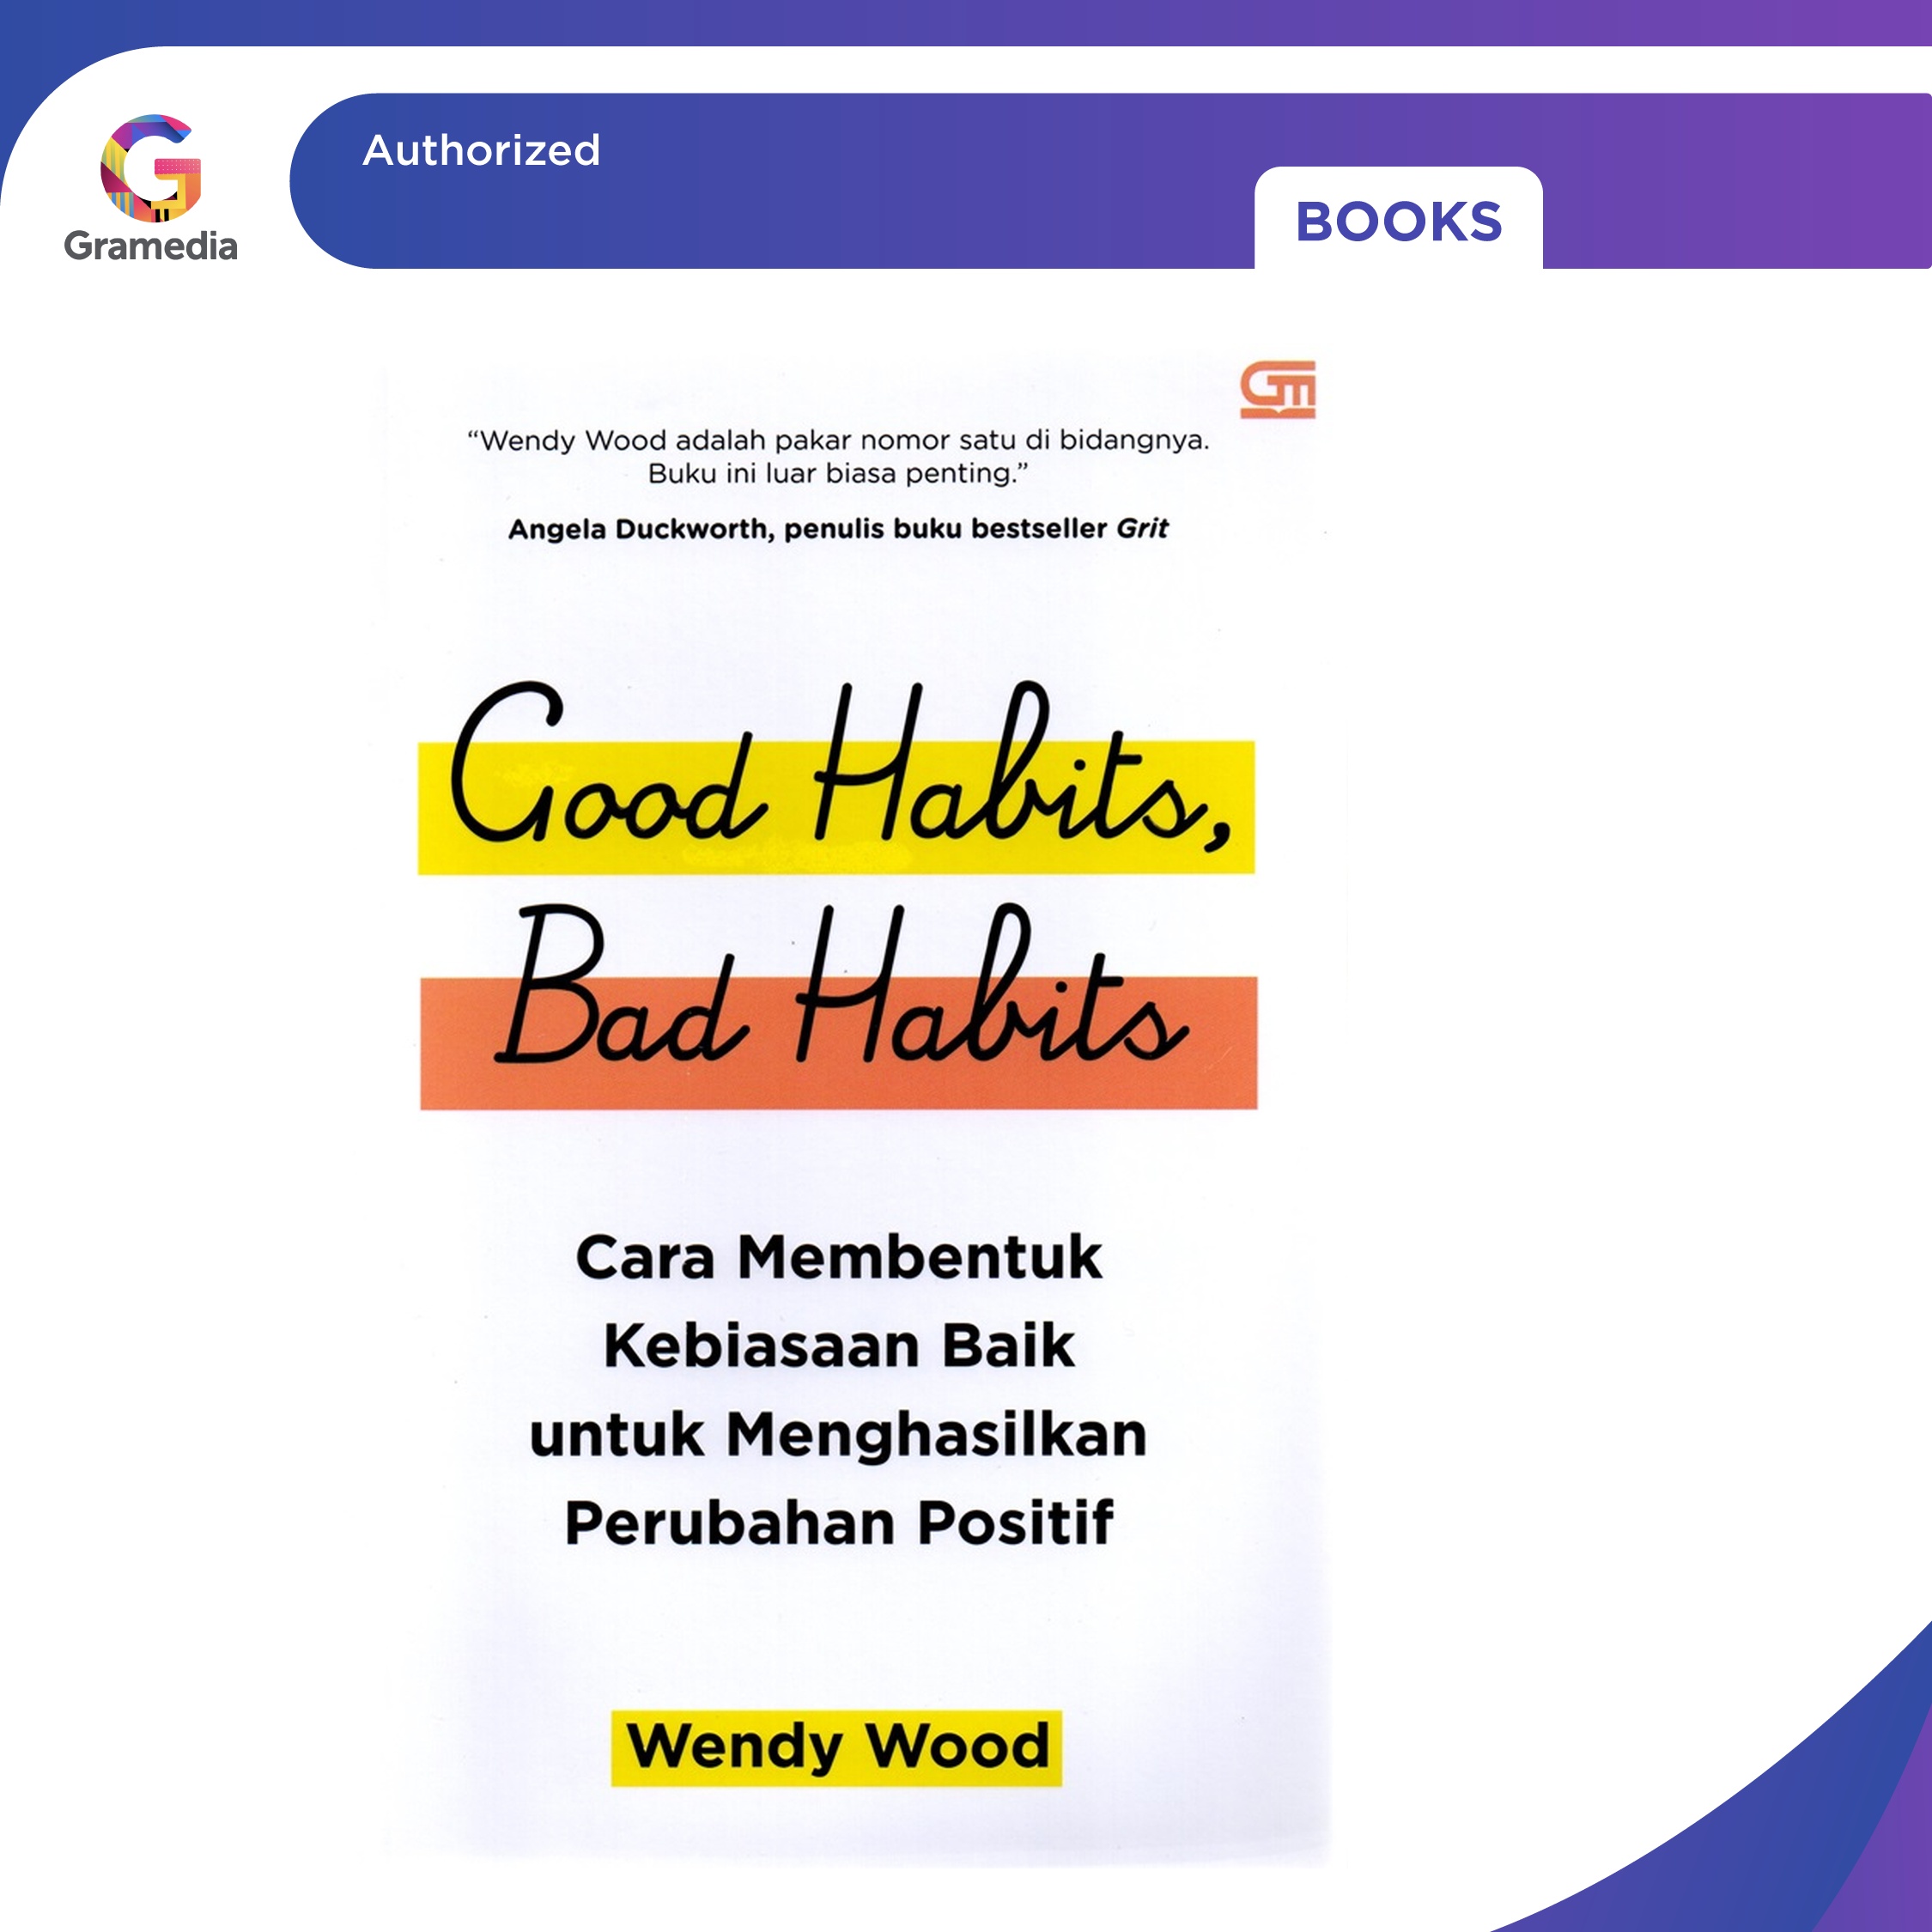 Gramedia
Authorized
BOOKS
GM
“Wendy Wood adalah pakar nomor satu di bidangnya.
Buku ini luar biasa penting.”
Angela Duckworth, penulis buku bestseller Grit
Good Habits,
Bad Habits
Cara Membentuk
Kebiasaan Baik
untuk Menghasilkan
Perubahan Positif
Wendy Wood